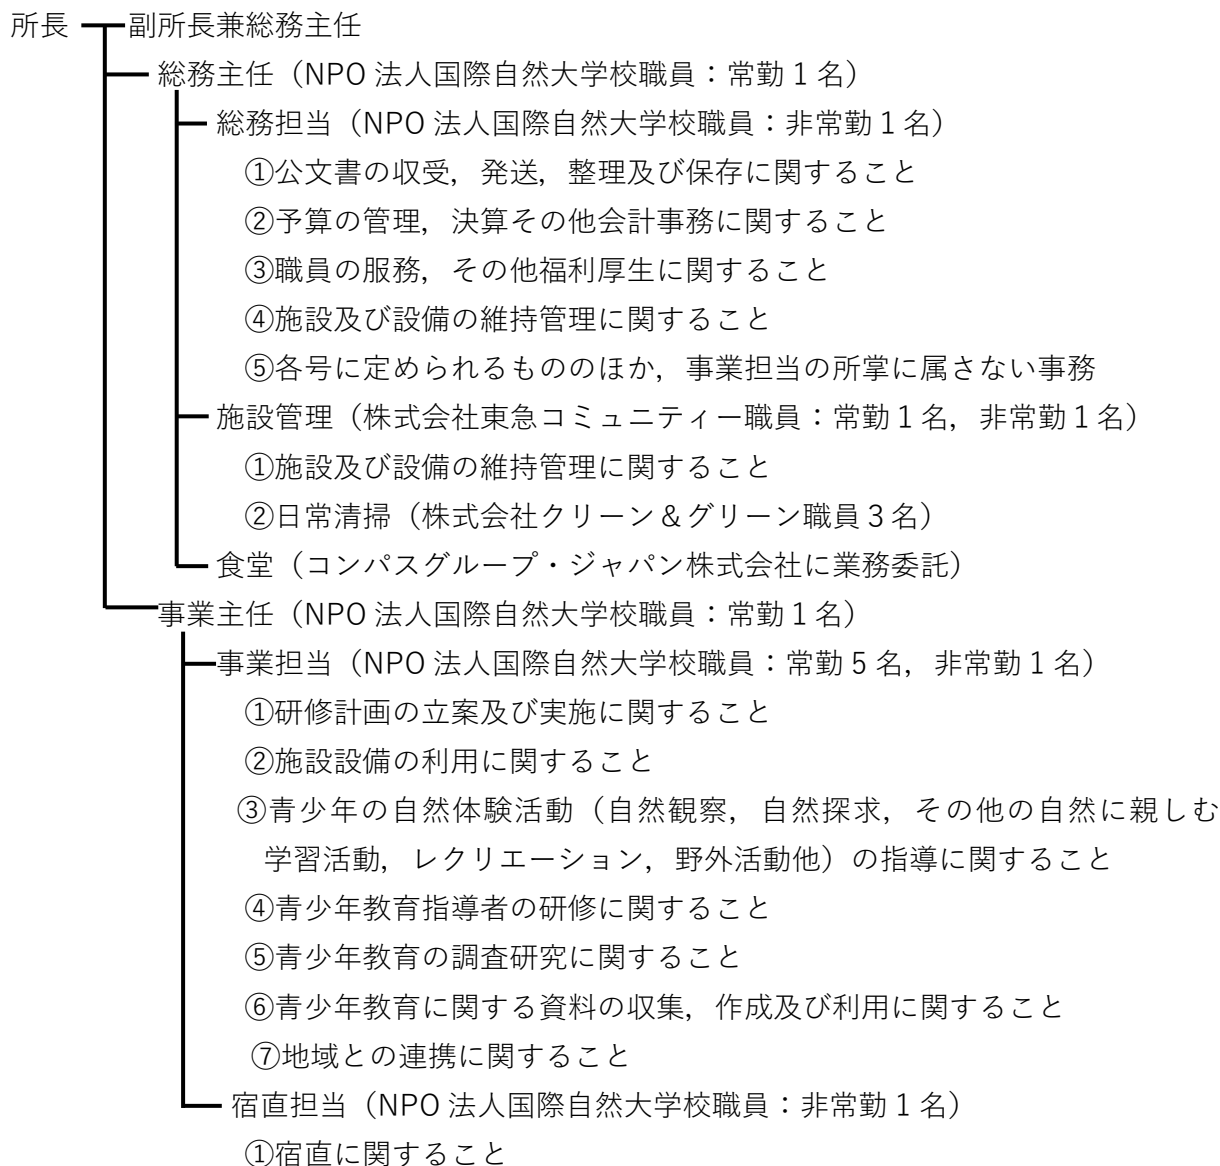 所長 副所長兼総務主任
総務主任（NPO 法人国際自然大学校職員：常勤１名）
総務担当（NPO 法人国際自然大学校職員：非常勤１名）
①公文書の収受，発送，整理及び保存に関すること
②予算の管理，決算その他会計事務に関すること
③職員の服務，その他福利厚生に関すること
④施設及び設備の維持管理に関すること
⑤各号に定められるもののほか，事業担当の所掌に属さない事務
施設管理（株式会社東急コミュニティー職員：常勤１名，非常勤１名）
①施設及び設備の維持管理に関すること
②日常清掃（株式会社クリーン＆グリーン職員３名）
食堂（コンパスグループ・ジャパン株式会社に業務委託）
事業主任（NPO 法人国際自然大学校職員：常勤１名）
事業担当（NPO 法人国際自然大学校職員：常勤５名，非常勤１名）
①研修計画の立案及び実施に関すること
②施設設備の利用に関すること
③青少年の自然体験活動（自然観察，自然探求，その他の自然に親しむ
学習活動，レクリエーション，野外活動他）の指導に関すること
④青少年教育指導者の研修に関すること
⑤青少年教育の調査研究に関すること
⑥青少年教育に関する資料の収集，作成及び利用に関すること
⑦地域との連携に関すること
宿直担当（NPO 法人国際自然大学校職員：非常勤１名）
①宿直に関すること